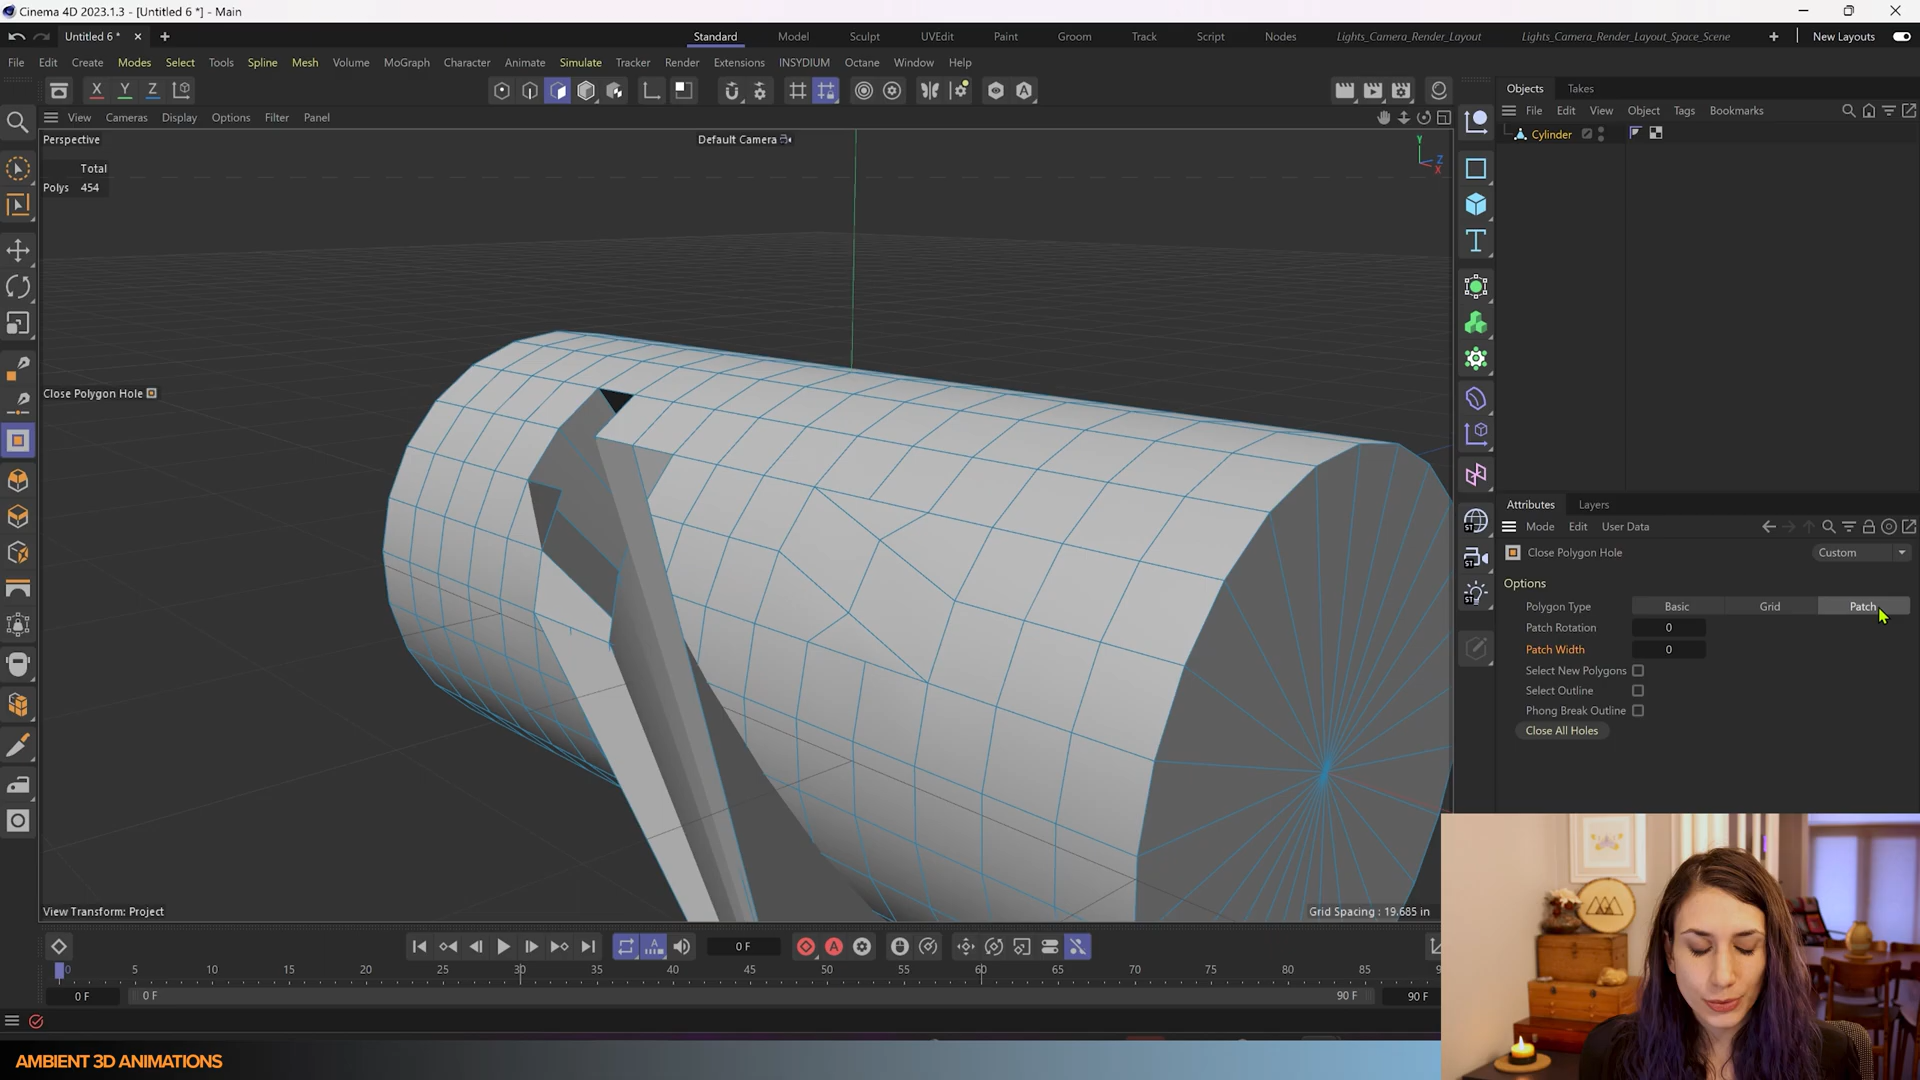 Cinema 4D 2023.1.3 - [Untitled 6 *] - Main
Untitled 6 *
Standard Model Sculpt UVEdit Paint Groom Track Script Nodes Lights_Camera_Render_Layout Lights_Camera_Render_Layout_Space_Scene New Layouts
File Edit Create Modes Select Tools Spline Mesh Volume MoGraph Character Animate Simulate Tracker Render Extensions INSYDIUM Octane Window Help
X Y Z
Objects Takes
File Edit View Object Tags Bookmarks
Cylinder
View Cameras Display Options Filter Panel
Perspective
Default Camera
Y
Z
X
Total
Polys 454
Close Polygon Hole
View Transform: Project
Grid Spacing : 19.685 in
Attributes Layers
Mode Edit User Data
Close Polygon Hole Custom
Options
Polygon Type Basic Grid Patch
Patch Rotation 0
Patch Width 0
Select New Polygons
Select Outline
Phong Break Outline
Close All Holes
0 F
0 5 10 15 20 25 30 35 40 45 50 55 60 65 70 75 80 85 9
0 F 0 F 90 F 90 F
AMBIENT 3D ANIMATIONS